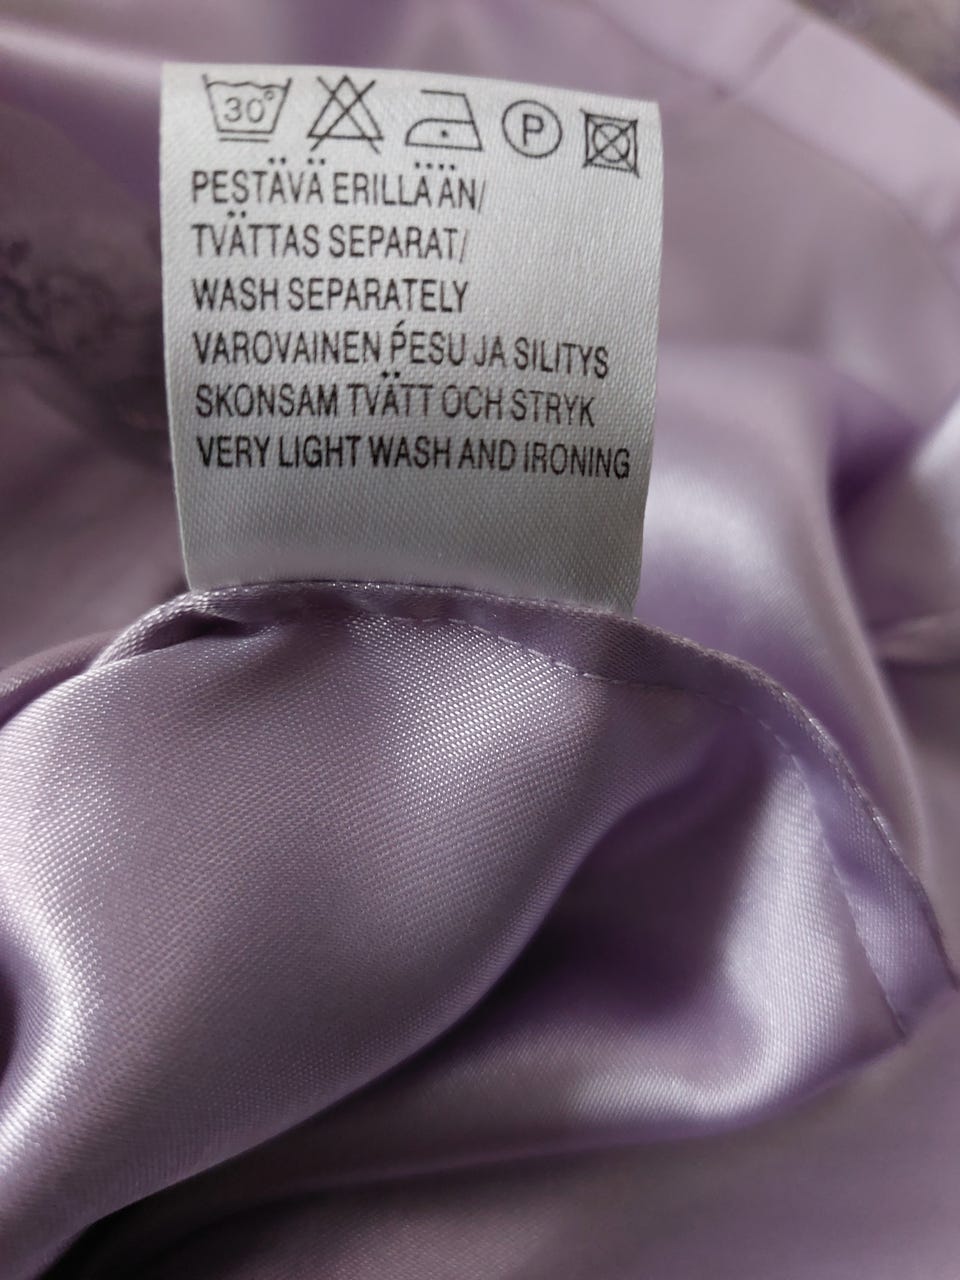 30°
P
PESTÄVÄ ERILLÄÄN/
TVÄTTAS SEPARAT/
WASH SEPARATELY
VAROVAINEN PESU JA SILITYS
SKONSAM TVÄTT OCH STRYK
VERY LIGHT WASH AND IRONING